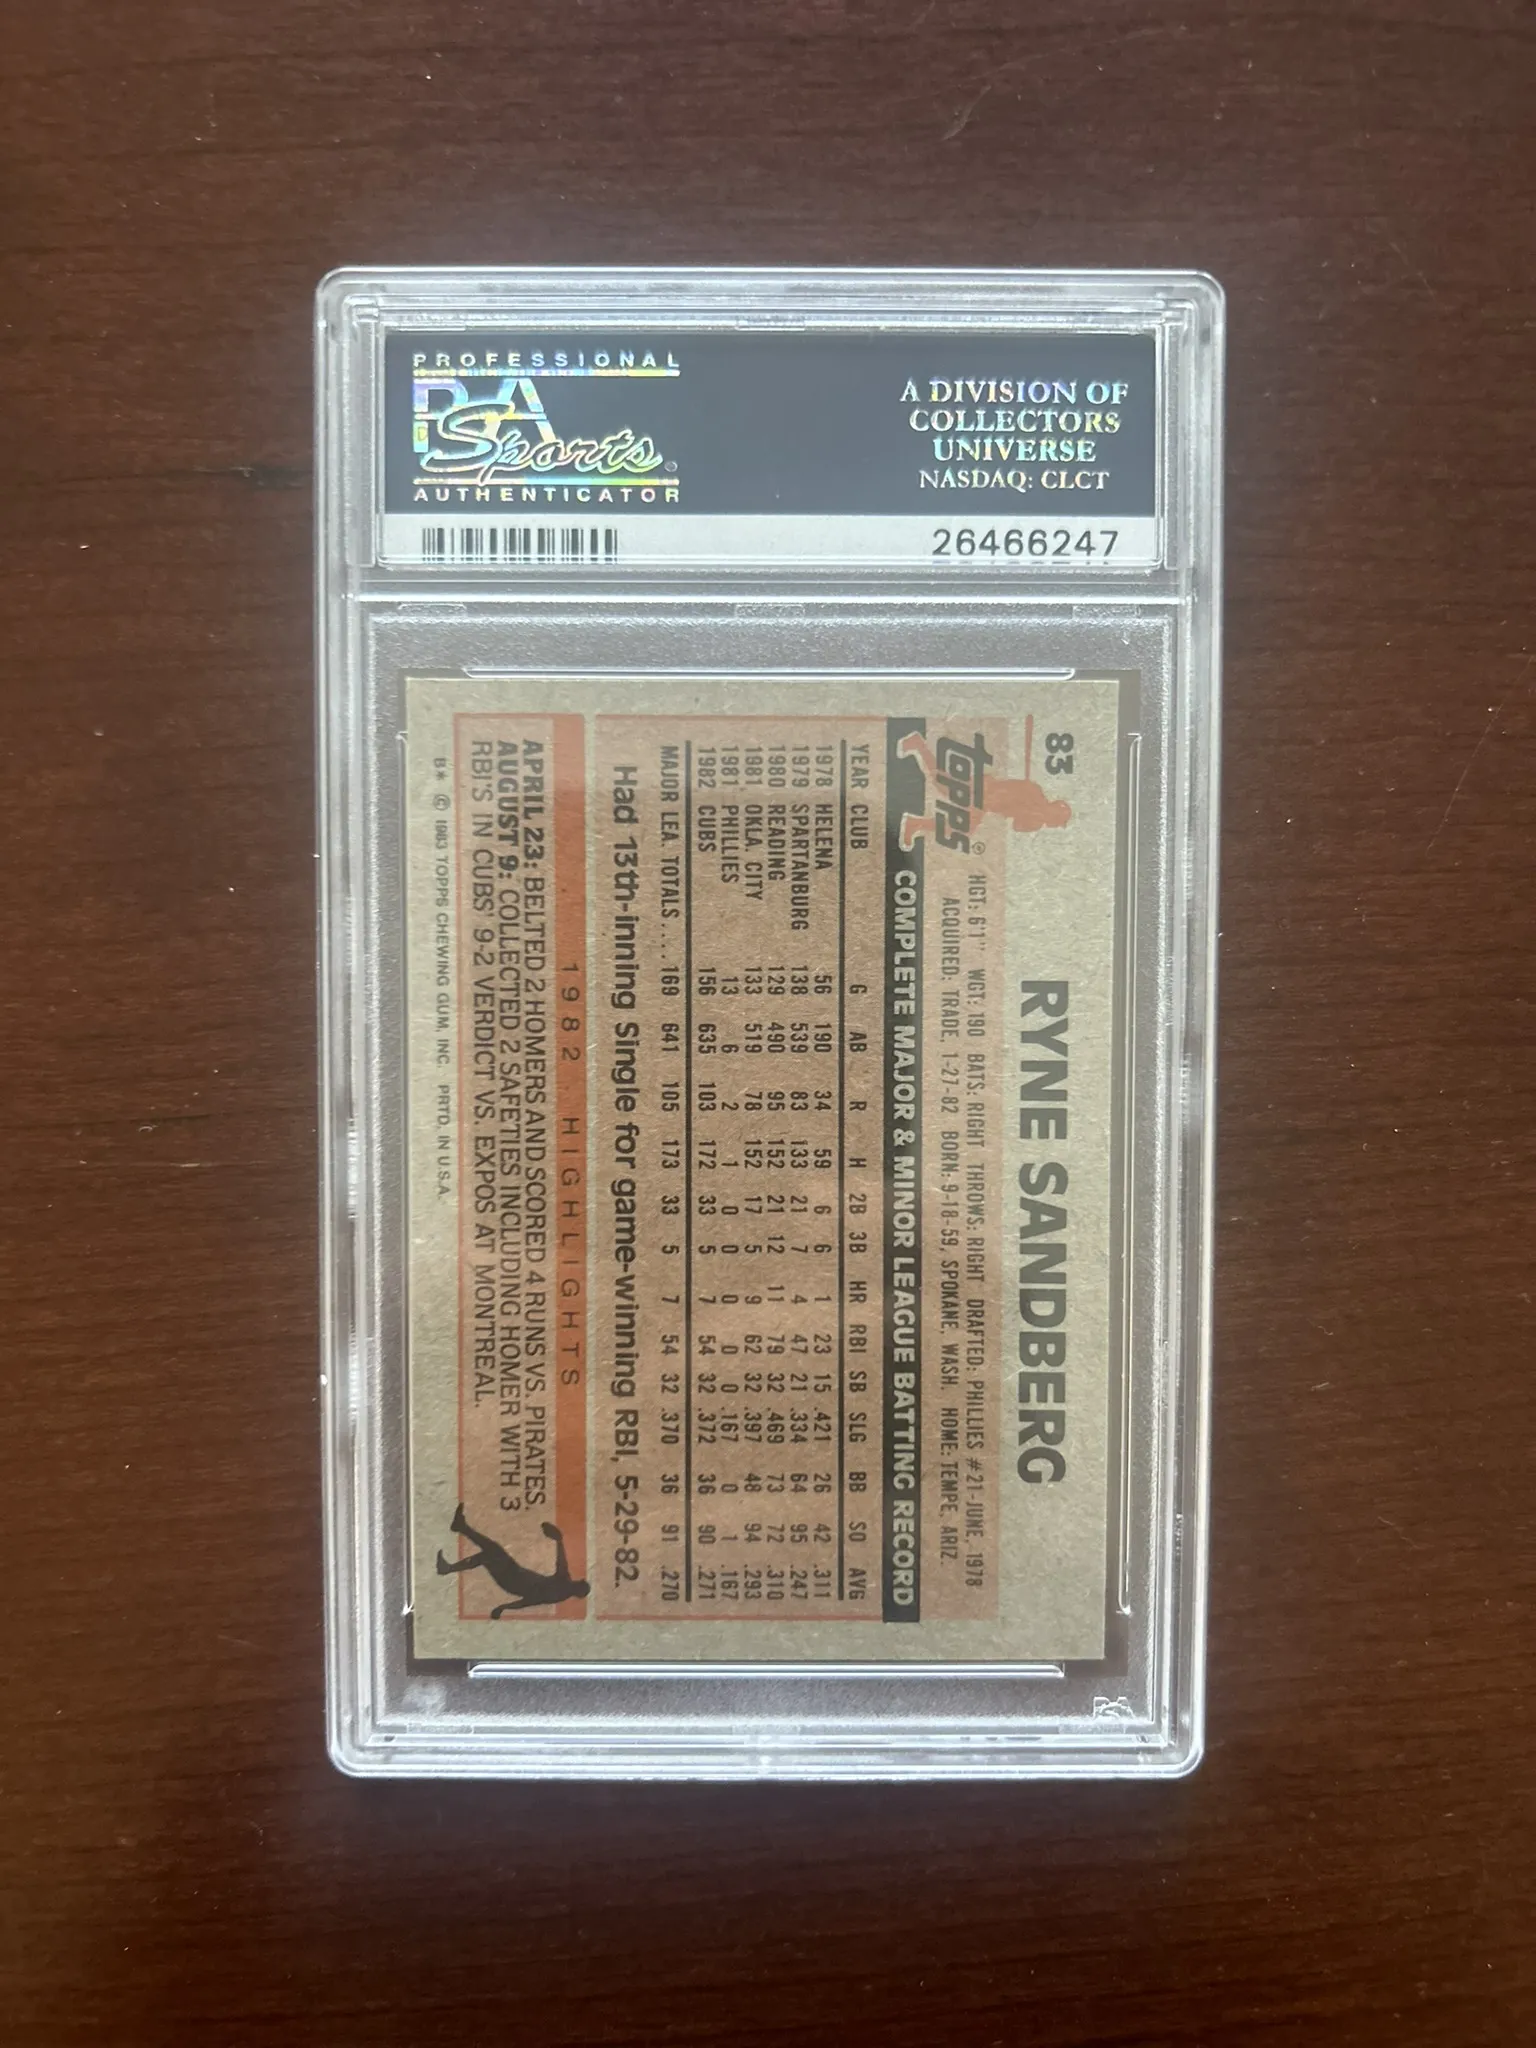 PROFESSIONAL
PSA
Sports
AUTHENTICATOR
A DIVISION OF
COLLECTORS
UNIVERSE
NASDAQ: CLCT
26466247
83
RYNE SANDBERG
Topps®
HGT: 6'1" WGT: 190 BATS: RIGHT THROWS: RIGHT DRAFTED: PHILLIES #21-JUNE, 1978
ACQUIRED: TRADE, 1-27-82 BORN: 9-18-59, SPOKANE, WASH. HOME: TEMPE, ARIZ.
COMPLETE MAJOR & MINOR LEAGUE BATTING RECORD
YEAR CLUB G AB R H 2B 3B HR RBI SB SLG BB SO AVG
1978 HELENA 56 190 34 59 6 6 1 23 15 .421 26 42 .311
1979 SPARTANBURG 138 539 83 133 21 7 4 47 21 .334 64 95 .247
1980 READING 129 490 95 152 21 12 11 79 32 .469 73 72 .310
1981 OKLA. CITY 133 519 78 152 17 5 9 62 32 .397 48 94 .293
1981 PHILLIES 13 6 2 1 0 0 0 0 0 .167 0 1 .167
1982 CUBS 156 635 103 172 33 5 7 54 32 .372 36 90 .271
MAJOR LEA. TOTALS.... 169 641 105 173 33 5 7 54 32 .370 36 91 .270
Had 13th-inning Single for game-winning RBI, 5-29-82.
1982 HIGHLIGHTS
APRIL 23: BELTED 2 HOMERS AND SCORED 4 RUNS VS. PIRATES.
AUGUST 9: COLLECTED 2 SAFETIES INCLUDING HOMER WITH 3
RBI'S IN CUBS' 9-2 VERDICT VS. EXPOS AT MONTREAL.
B* © 1983 TOPPS CHEWING GUM, INC. PRTD. IN U.S.A.
PSA